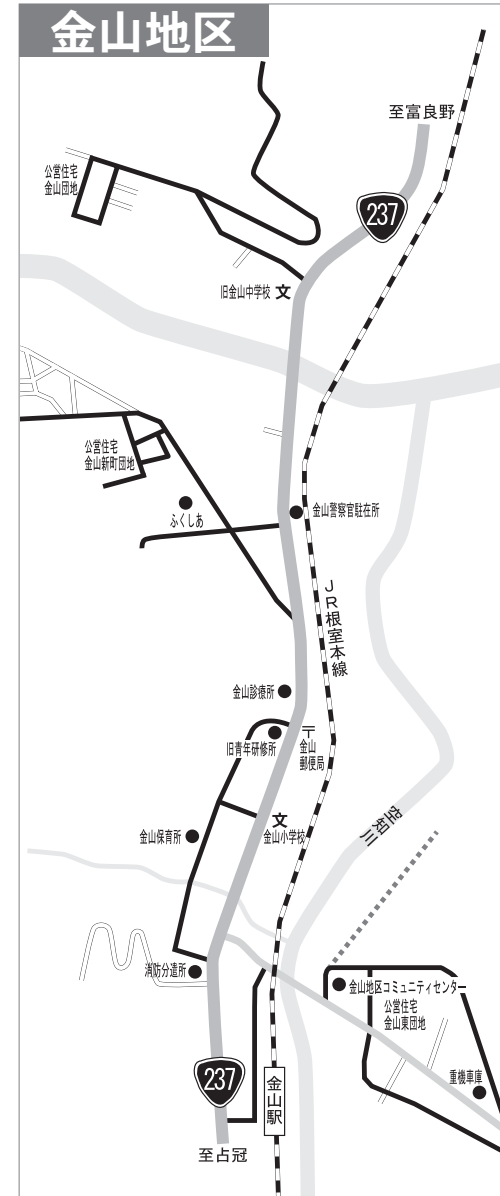 金山地区
至富良野
公営住宅
金山団地
237
旧金山中学校 文
公営住宅
金山新町団地
ふくしあ
金山警察官駐在所
JR根室本線
金山診療所
旧青年研修所
〒
金山
郵便局
文
金山小学校
金山保育所
空知川
消防分遣所
金山地区コミュニティセンター
公営住宅
金山東団地
重機車庫
237
金山駅
至占冠